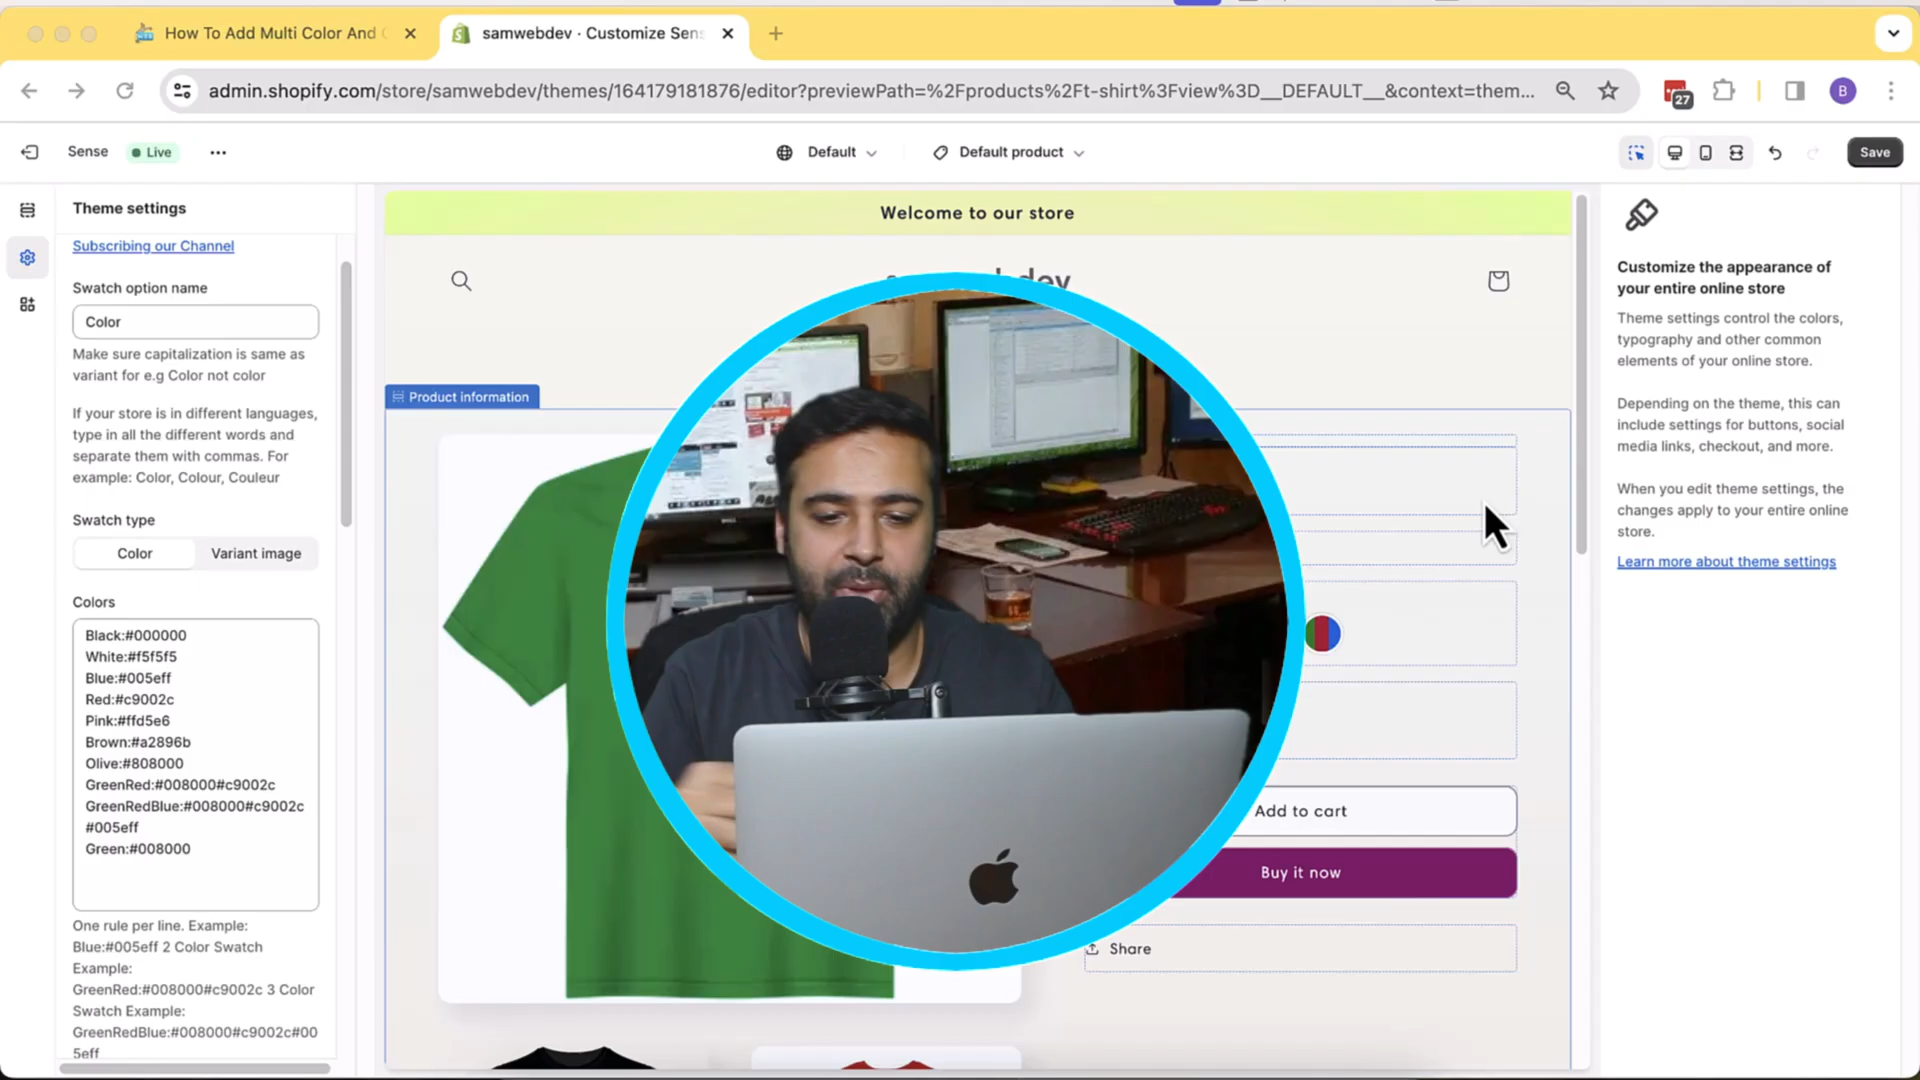 How To Add Multi Color And
samwebdev · Customize Sens
admin.shopify.com/store/samwebdev/themes/164179181876/editor?previewPath=%2Fproducts%2Ft-shirt%3Fview%3D__DEFAULT__&context=them...
27
B
Sense
Live
Default
Default product
Save
Theme settings
Subscribing our Channel
Swatch option name
Color
Make sure capitalization is same as
variant for e.g Color not color
If your store is in different languages,
type in all the different words and
separate them with commas. For
example: Color, Colour, Couleur
Swatch type
Color
Variant image
Colors
Black:#000000
White:#f5f5f5
Blue:#005eff
Red:#c9002c
Pink:#ffd5e6
Brown:#a2896b
Olive:#808000
GreenRed:#008000#c9002c
GreenRedBlue:#008000#c9002c
#005eff
Green:#008000
One rule per line. Example:
Blue:#005eff 2 Color Swatch
Example:
GreenRed:#008000#c9002c 3 Color
Swatch Example:
GreenRedBlue:#008000#c9002c#00
5eff
Welcome to our store
Product information
Add to cart
Buy it now
Share
Customize the appearance of
your entire online store
Theme settings control the colors,
typography and other common
elements of your online store.
Depending on the theme, this can
include settings for buttons, social
media links, checkout, and more.
When you edit theme settings, the
changes apply to your entire online
store.
Learn more about theme settings